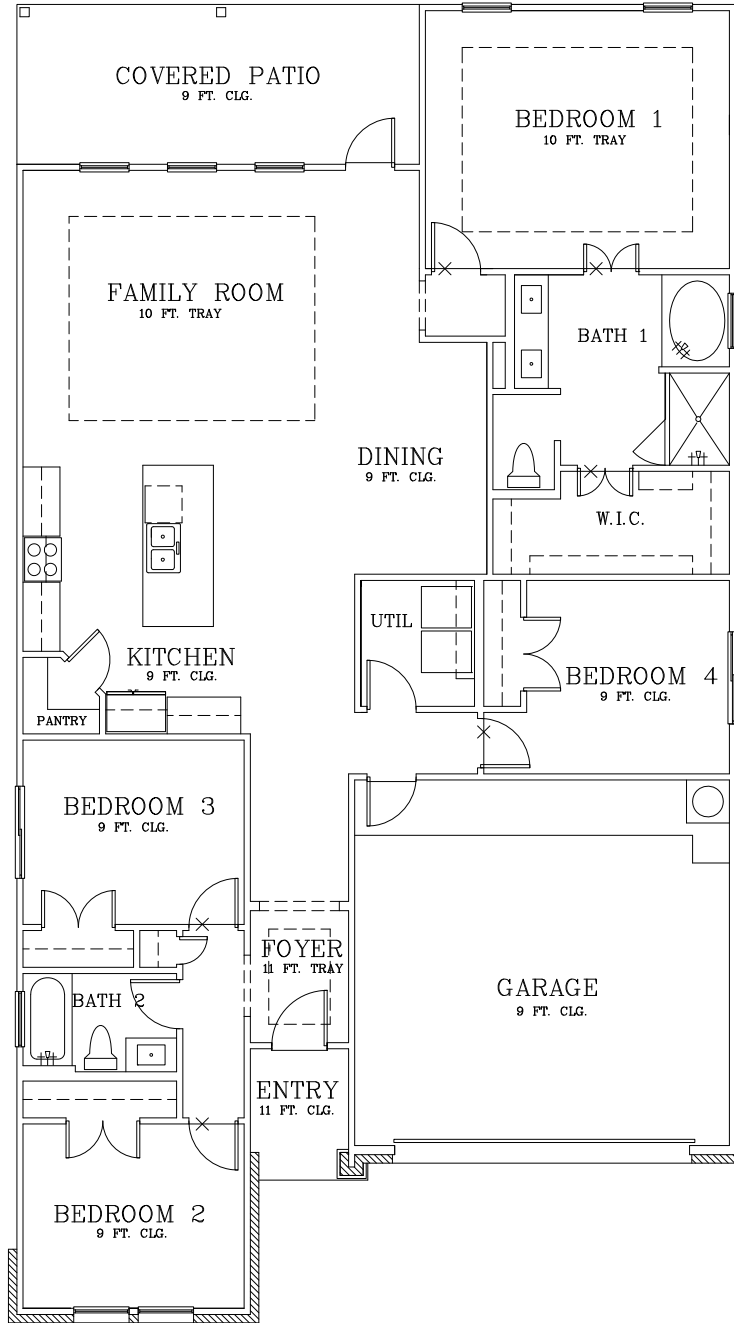 COVERED PATIO
9 FT. CLG.
BEDROOM 1
10 FT. TRAY
FAMILY ROOM
10 FT. TRAY
BATH 1
DINING
9 FT. CLG.
W.I.C.
UTIL
KITCHEN
9 FT. CLG.
BEDROOM 4
9 FT. CLG.
PANTRY
BEDROOM 3
9 FT. CLG.
FOYER
11 FT. TRAY
BATH 2
GARAGE
9 FT. CLG.
ENTRY
11 FT. CLG.
BEDROOM 2
9 FT. CLG.